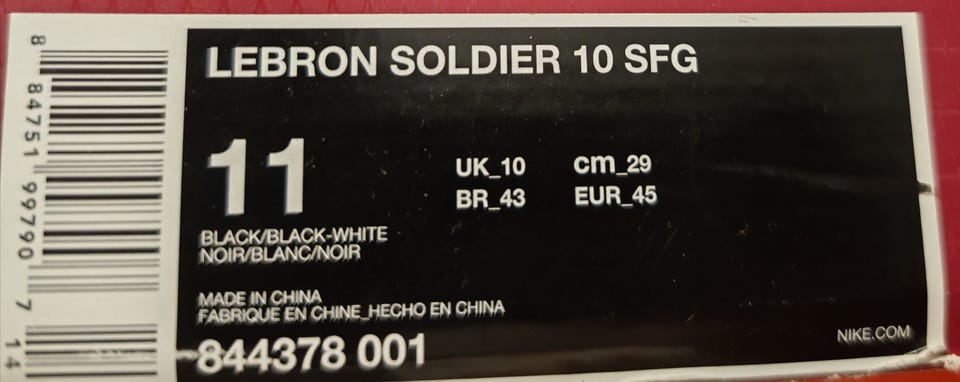 LEBRON SOLDIER 10 SFG
11
UK_10 cm_29
BR_43 EUR_45
BLACK/BLACK-WHITE
NOIR/BLANC/NOIR
MADE IN CHINA
FABRIQUE EN CHINE_HECHO EN CHINA
844378 001
NIKE.COM
8 84751 99790 7 14